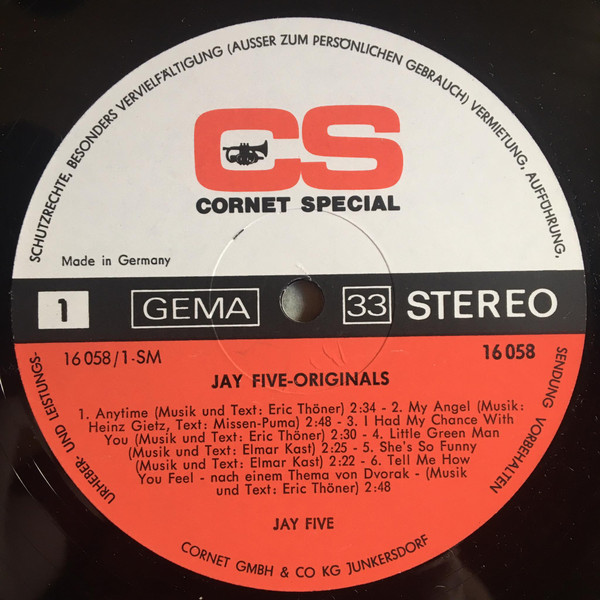 SCHUTZRECHTE, BESONDERS VERVIELFÄLTIGUNG (AUSSER ZUM PERSÖNLICHEN GEBRAUCH) VERMIETUNG, AUFFÜHRUNG,
CS
CORNET SPECIAL
Made in Germany
1 GEMA 33 STEREO
16 058/1-SM
16 058
JAY FIVE-ORIGINALS
1. Anytime (Musik und Text: Eric Thöner) 2:34 - 2. My Angel (Musik:
Heinz Gietz, Text: Missen-Puma) 2:48 - 3. I Had My Chance With
You (Musik und Text: Eric Thöner) 2:30 - 4. Little Green Man
(Musik und Text: Elmar Kast) 2:25 - 5. She's So Funny
(Musik und Text: Elmar Kast) 2:22 - 6. Tell Me How
You Feel - nach einem Thema von Dvorak - (Musik
und Text: Eric Thöner) 2:48
JAY FIVE
URHEBER- UND LEISTUNGS-
SENDUNG VORBEHALTEN
CORNET GMBH & CO KG JUNKERSDORF